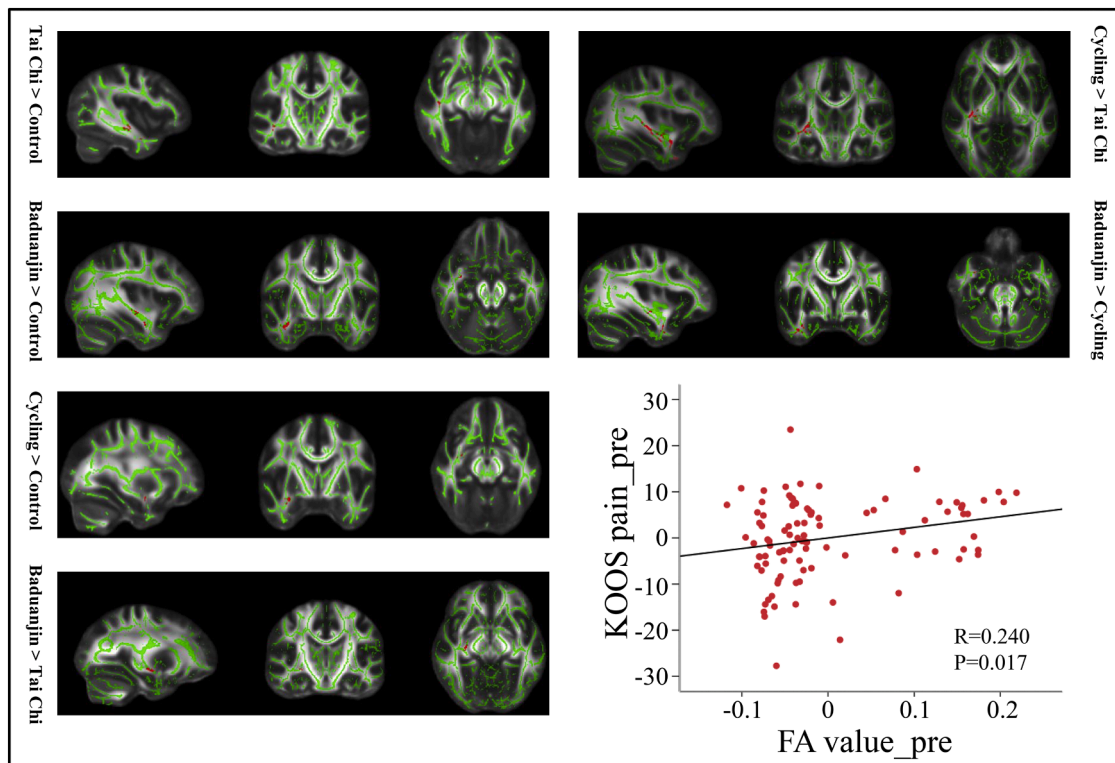 Tai Chi > Control
Cycling > Tai Chi
Baduanjin > Control
Baduanjin > Cycling
Cycling > Control
Baduanjin > Tai Chi
KOOS pain_pre
30
20
10
0
-10
-20
-30
R=0.240
P=0.017
-0.1 0 0.1 0.2
FA value_pre